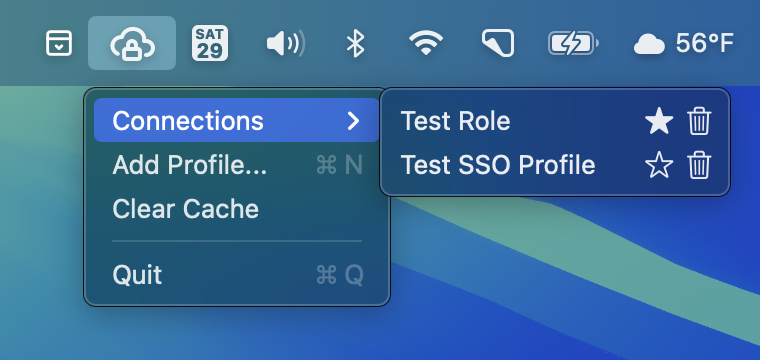 SAT
29
56°F
Connections
Add Profile... ⌘ N
Clear Cache
Quit ⌘ Q
Test Role
Test SSO Profile